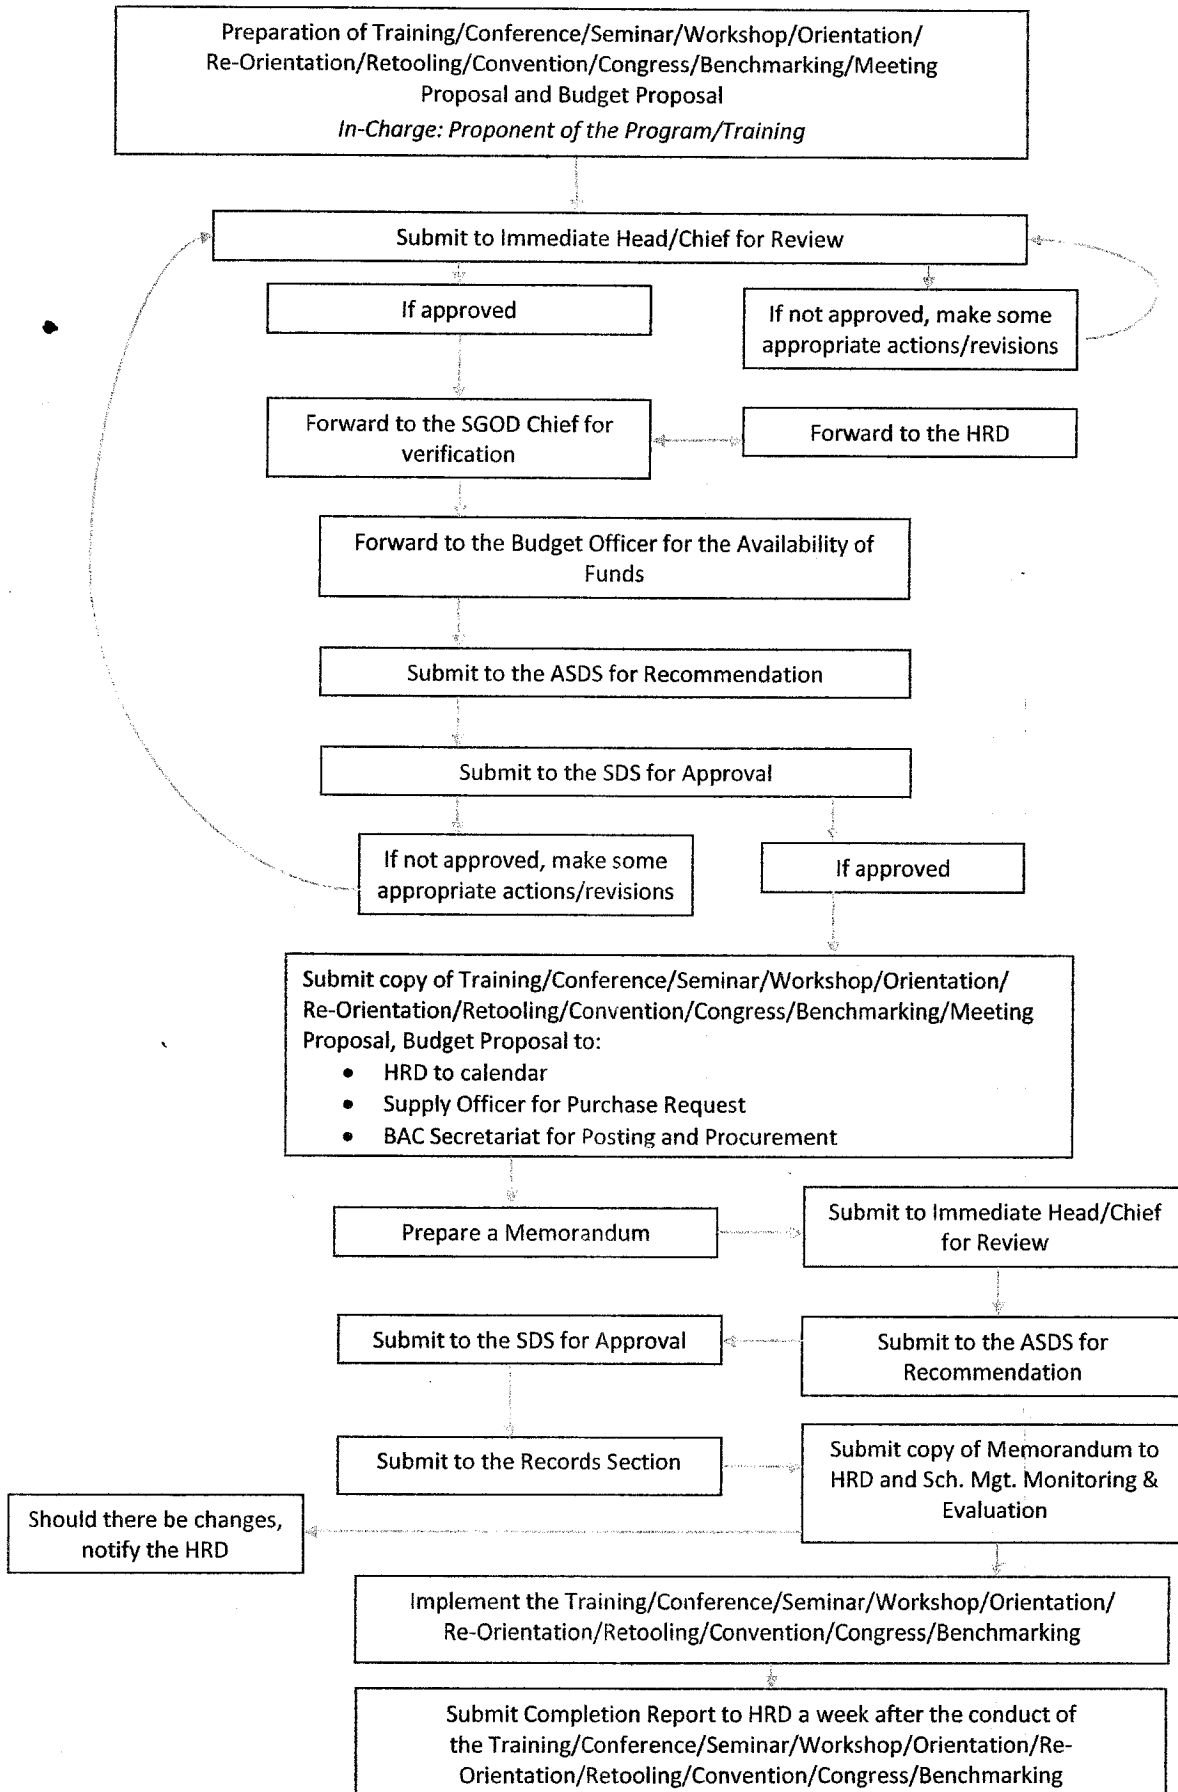 Preparation of Training/Conference/Seminar/Workshop/Orientation/
Re-Orientation/Retooling/Convention/Congress/Benchmarking/Meeting
Proposal and Budget Proposal
In-Charge: Proponent of the Program/Training
Submit to Immediate Head/Chief for Review
If approved
If not approved, make some
appropriate actions/revisions
Forward to the SGOD Chief for
verification
Forward to the HRD
Forward to the Budget Officer for the Availability of
Funds
Submit to the ASDS for Recommendation
Submit to the SDS for Approval
If not approved, make some
appropriate actions/revisions
If approved
Submit copy of Training/Conference/Seminar/Workshop/Orientation/
Re-Orientation/Retooling/Convention/Congress/Benchmarking/Meeting
Proposal, Budget Proposal to:
• HRD to calendar
• Supply Officer for Purchase Request
• BAC Secretariat for Posting and Procurement
Prepare a Memorandum
Submit to Immediate Head/Chief
for Review
Submit to the SDS for Approval
Submit to the ASDS for
Recommendation
Submit to the Records Section
Submit copy of Memorandum to
HRD and Sch. Mgt. Monitoring &
Evaluation
Should there be changes,
notify the HRD
Implement the Training/Conference/Seminar/Workshop/Orientation/
Re-Orientation/Retooling/Convention/Congress/Benchmarking
Submit Completion Report to HRD a week after the conduct of
the Training/Conference/Seminar/Workshop/Orientation/Re-
Orientation/Retooling/Convention/Congress/Benchmarking